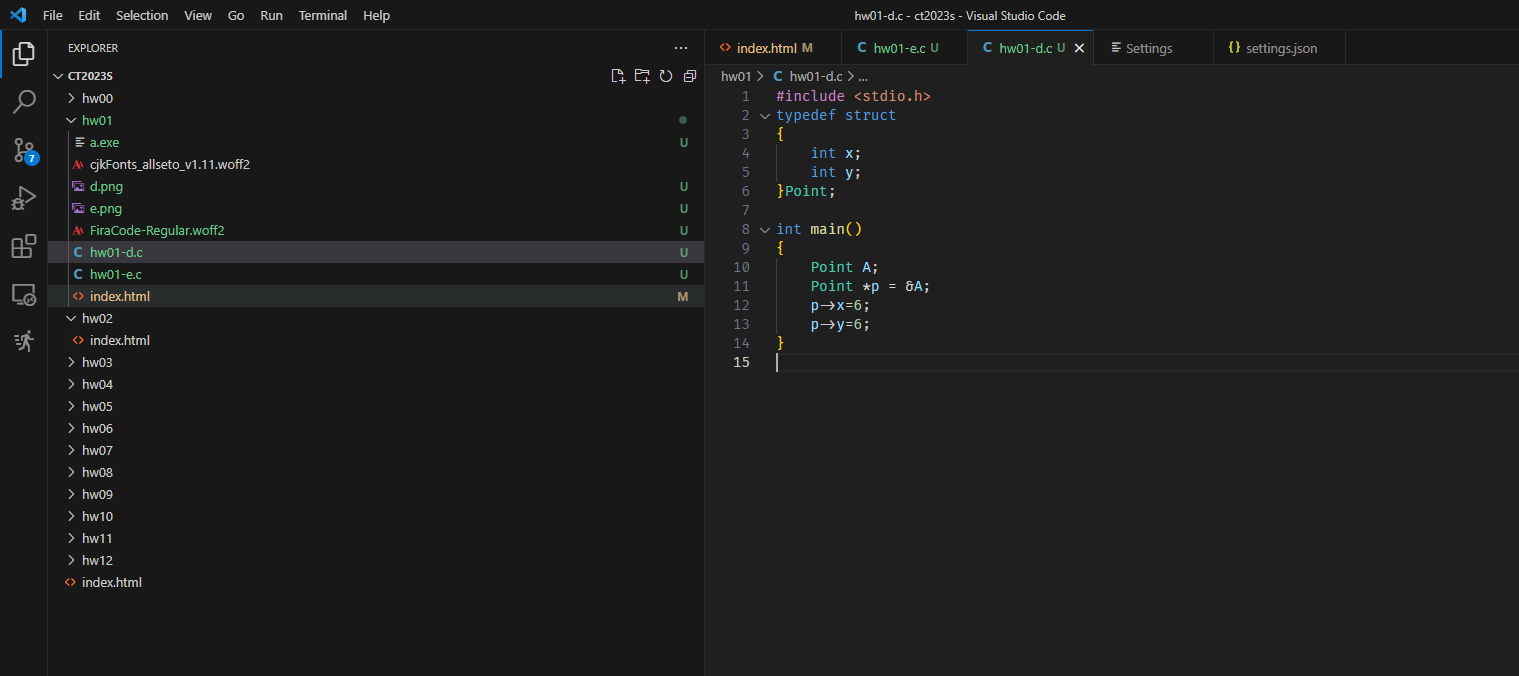 File Edit Selection View Go Run Terminal Help hw01-d.c - ct2023s - Visual Studio Code
EXPLORER ...
CT2023S
hw00
hw01
a.exe U
cjkFonts_allseto_v1.11.woff2
d.png U
e.png U
FiraCode-Regular.woff2 U
hw01-d.c U
hw01-e.c U
index.html M
hw02
index.html
hw03
hw04
hw05
hw06
hw07
hw08
hw09
hw10
hw11
hw12
index.html
7
index.html M hw01-e.c U hw01-d.c U Settings settings.json
hw01 > C hw01-d.c > ...
1 #include <stdio.h>
2 typedef struct
3 {
4 int x;
5 int y;
6 }Point;
7
8 int main()
9 {
10 Point A;
11 Point *p = &A;
12 p->x=6;
13 p->y=6;
14 }
15